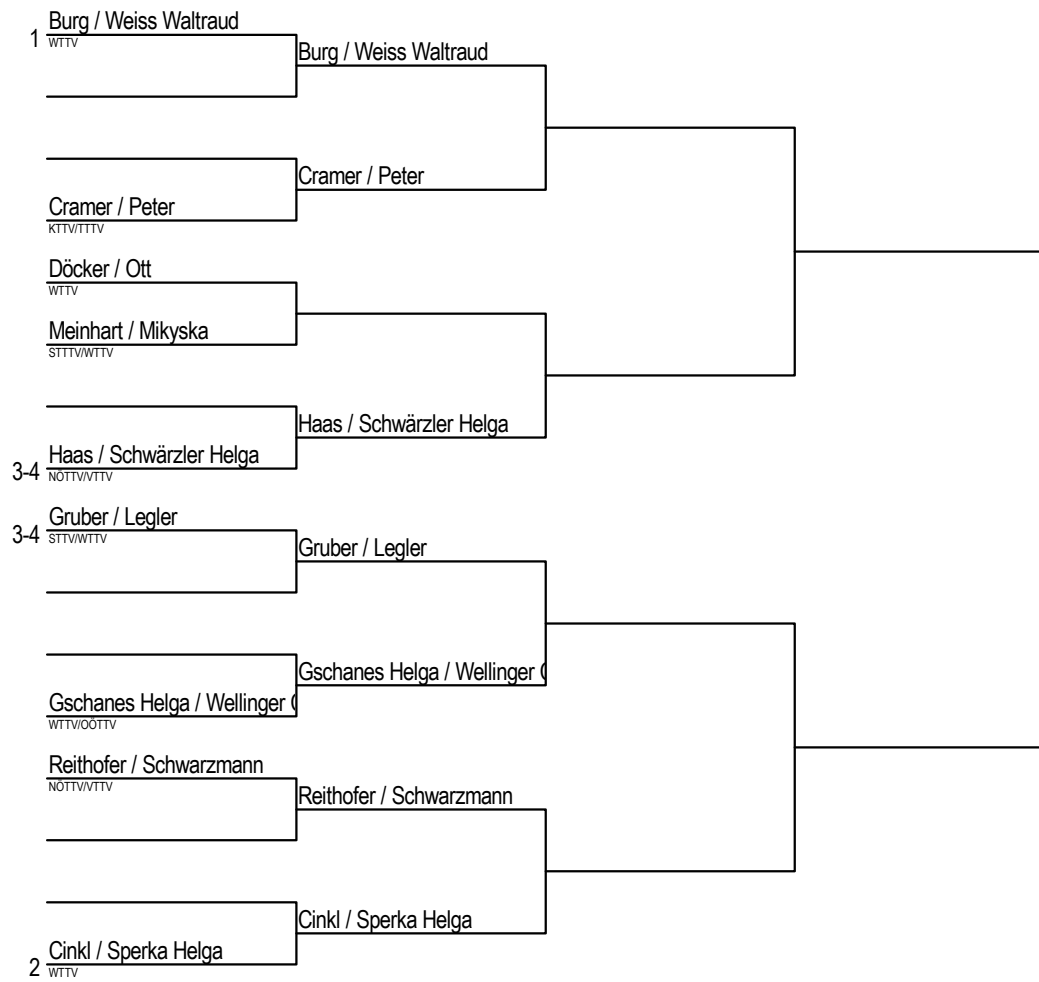 Burg / Weiss Waltraud
1 WTTV
Burg / Weiss Waltraud
Cramer / Peter
Cramer / Peter
KTTV/TTTV
Döcker / Ott
WTTV
Meinhart / Mikyska
STTTV/WTTV
Haas / Schwärzler Helga
Haas / Schwärzler Helga
3-4 NÖTTV/VTTV
Gruber / Legler
3-4 STTV/WTTV
Gruber / Legler
Gschanes Helga / Wellinger
Gschanes Helga / Wellinger
WTTV/OÖTTV
Reithofer / Schwarzmann
NÖTTV/VTTV
Reithofer / Schwarzmann
Cinkl / Sperka Helga
Cinkl / Sperka Helga
2 WTTV